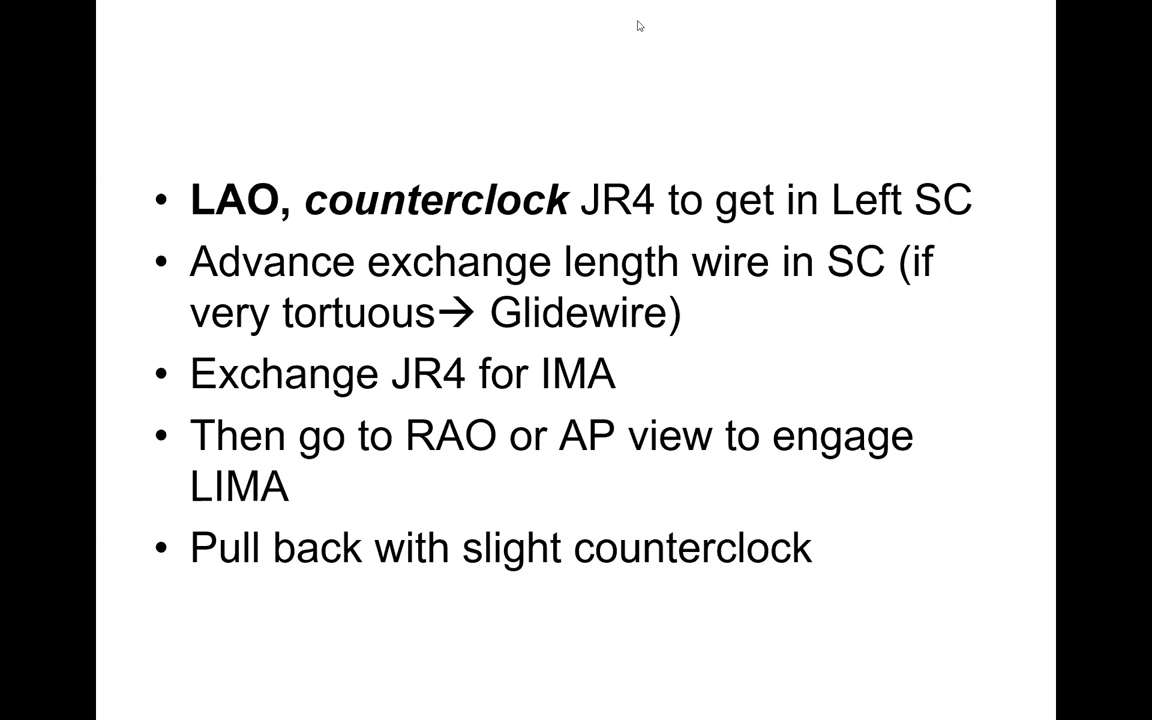 • LAO, counterclock JR4 to get in Left SC
• Advance exchange length wire in SC (if
very tortuous→ Glidewire)
• Exchange JR4 for IMA
• Then go to RAO or AP view to engage
LIMA
• Pull back with slight counterclock